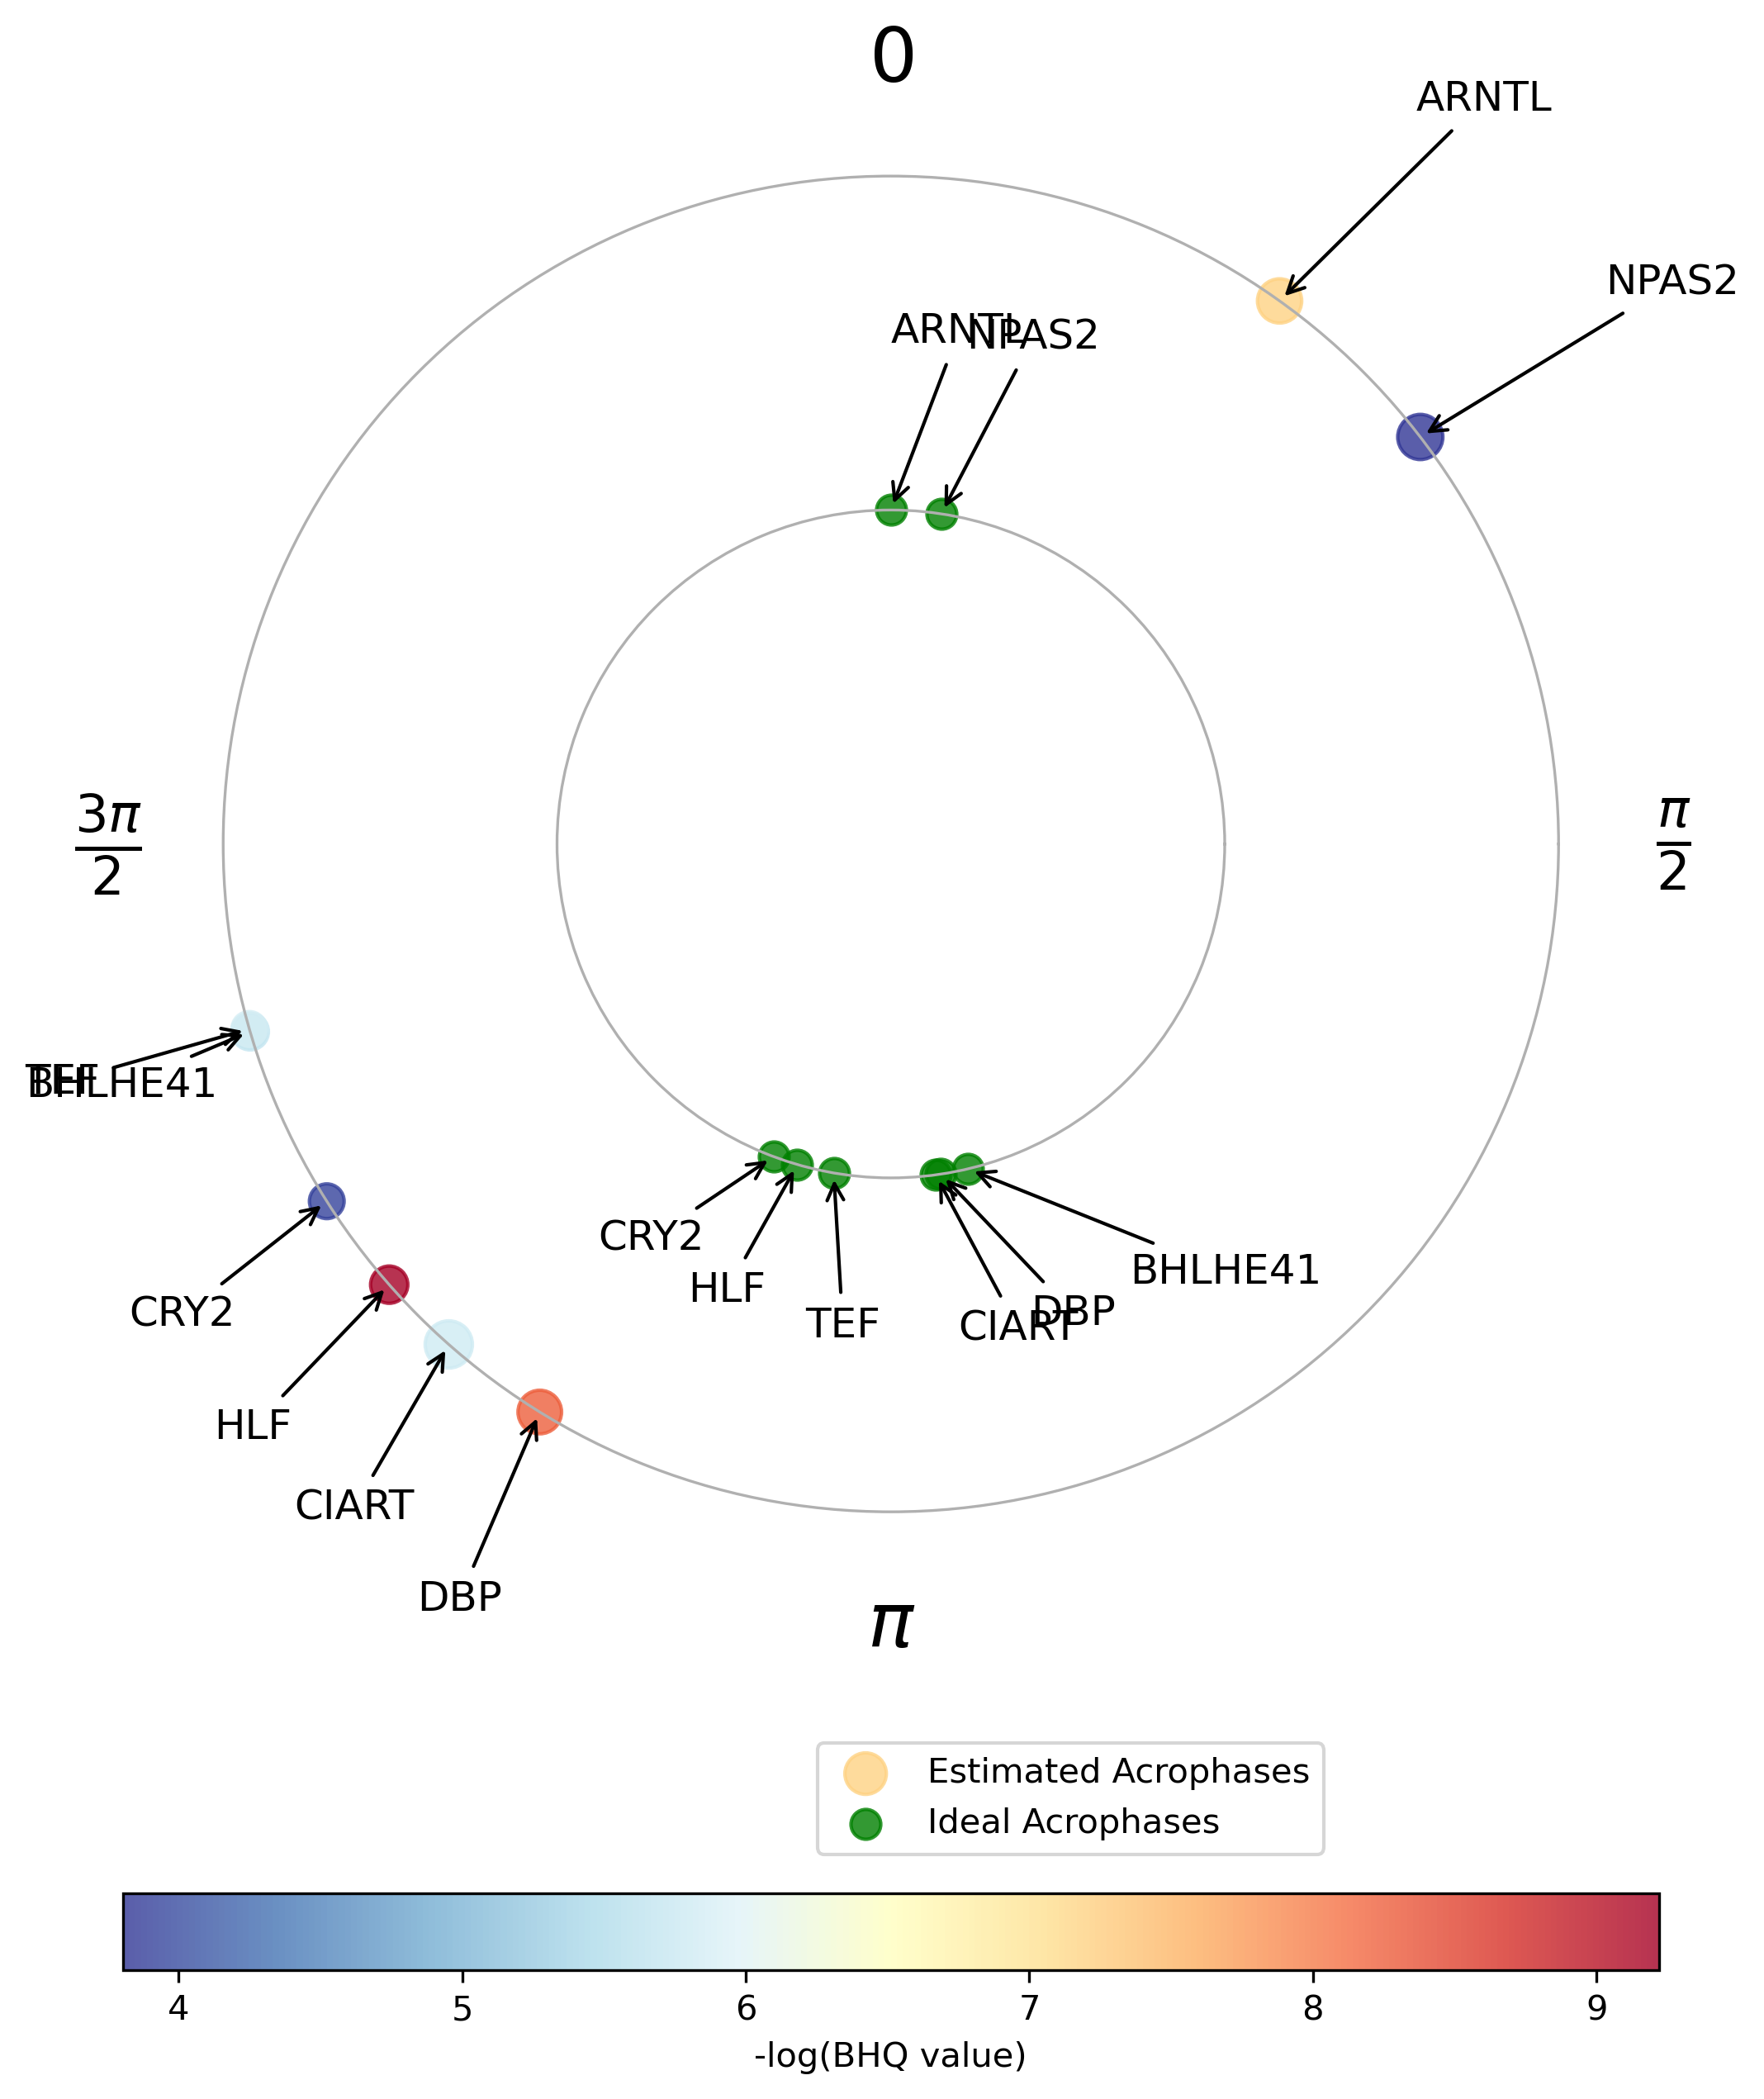 0
ARNTL
NPAS2
ARNTL
NPAS2
3π/2
π/2
TEF
BHLHE41
CRY2
HLF
TEF
CIART
DBP
BHLHE41
CRY2
HLF
CIART
DBP
π
Estimated Acrophases
Ideal Acrophases
4 5 6 7 8 9
-log(BHQ value)